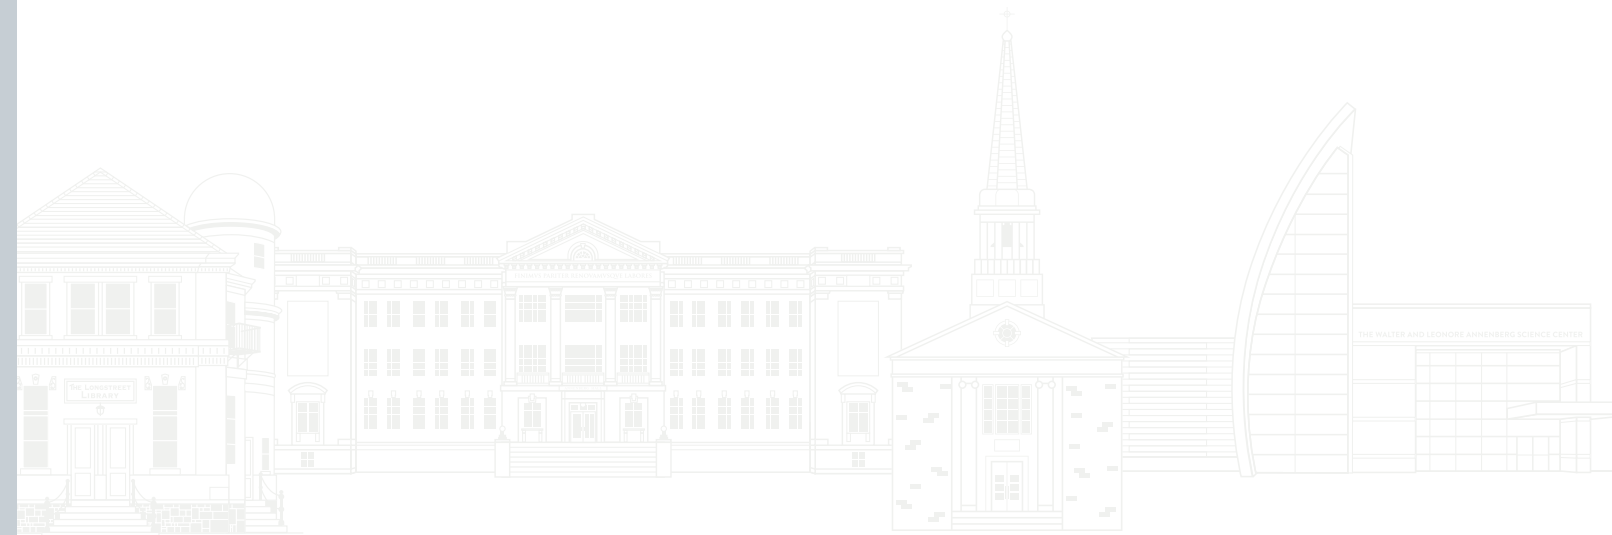 THE LONGSTREET
LIBRARY
THE WALTER AND LEONORE ANNENBERG SCIENCE CENTER